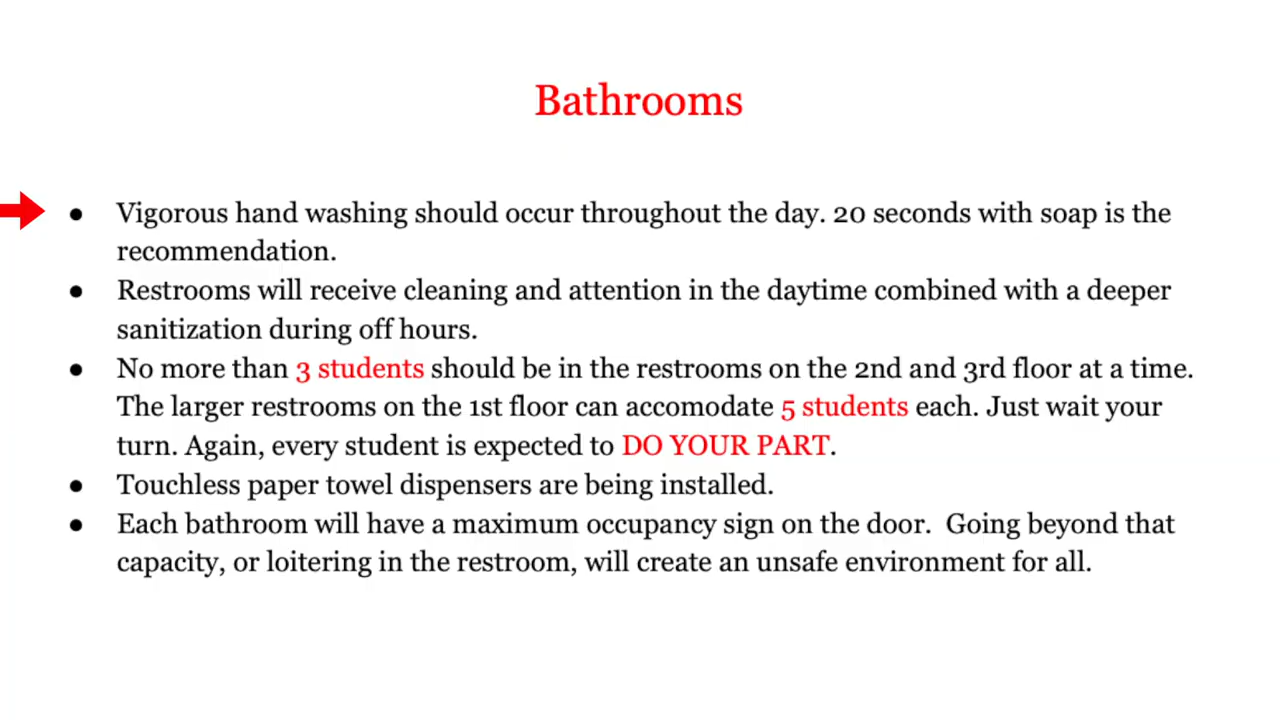 Bathrooms
● Vigorous hand washing should occur throughout the day. 20 seconds with soap is the
recommendation.
● Restrooms will receive cleaning and attention in the daytime combined with a deeper
sanitization during off hours.
● No more than 3 students should be in the restrooms on the 2nd and 3rd floor at a time.
The larger restrooms on the 1st floor can accomodate 5 students each. Just wait your
turn. Again, every student is expected to DO YOUR PART.
● Touchless paper towel dispensers are being installed.
● Each bathroom will have a maximum occupancy sign on the door.  Going beyond that
capacity, or loitering in the restroom, will create an unsafe environment for all.